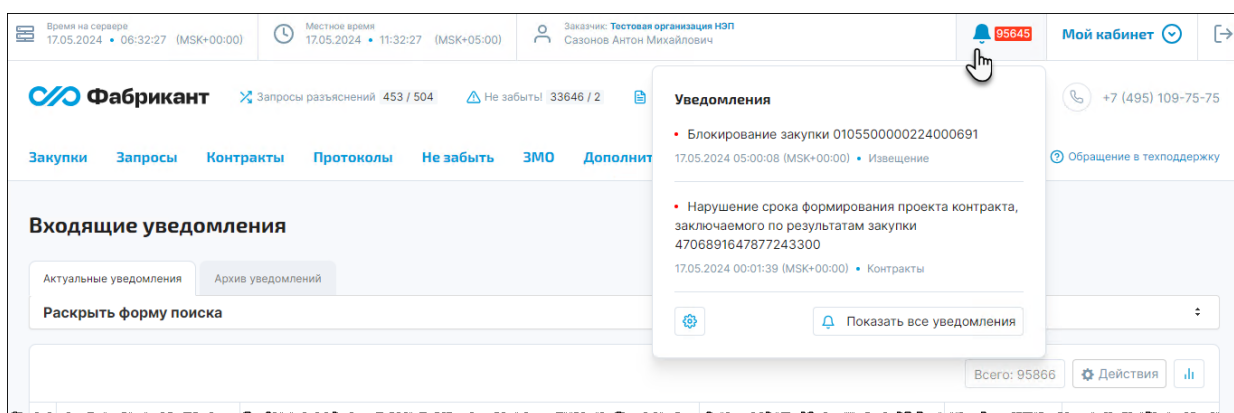 Время на сервере
17.05.2024 • 06:32:27 (MSK+00:00)
Местное время
17.05.2024 • 11:32:27 (MSK+05:00)
Заказчик: Тестовая организация НЭП
Сазонов Антон Михайлович
95645
Мой кабинет
Фабрикант
Запросы разъяснений 453 / 504
Не забыть! 33646 / 2
+7 (495) 109-75-75
Закупки Запросы Контракты Протоколы Не забыть ЗМО
Обращение в техподдержку
Уведомления
• Блокирование закупки 0105500000224000691
17.05.2024 05:00:08 (MSK+00:00) • Извещение
• Нарушение срока формирования проекта контракта,
заключаемого по результатам закупки
4706891647877243300
17.05.2024 00:01:39 (MSK+00:00) • Контракты
Показать все уведомления
Входящие уведомления
Актуальные уведомления Архив уведомлений
Раскрыть форму поиска
Всего: 95866
Действия